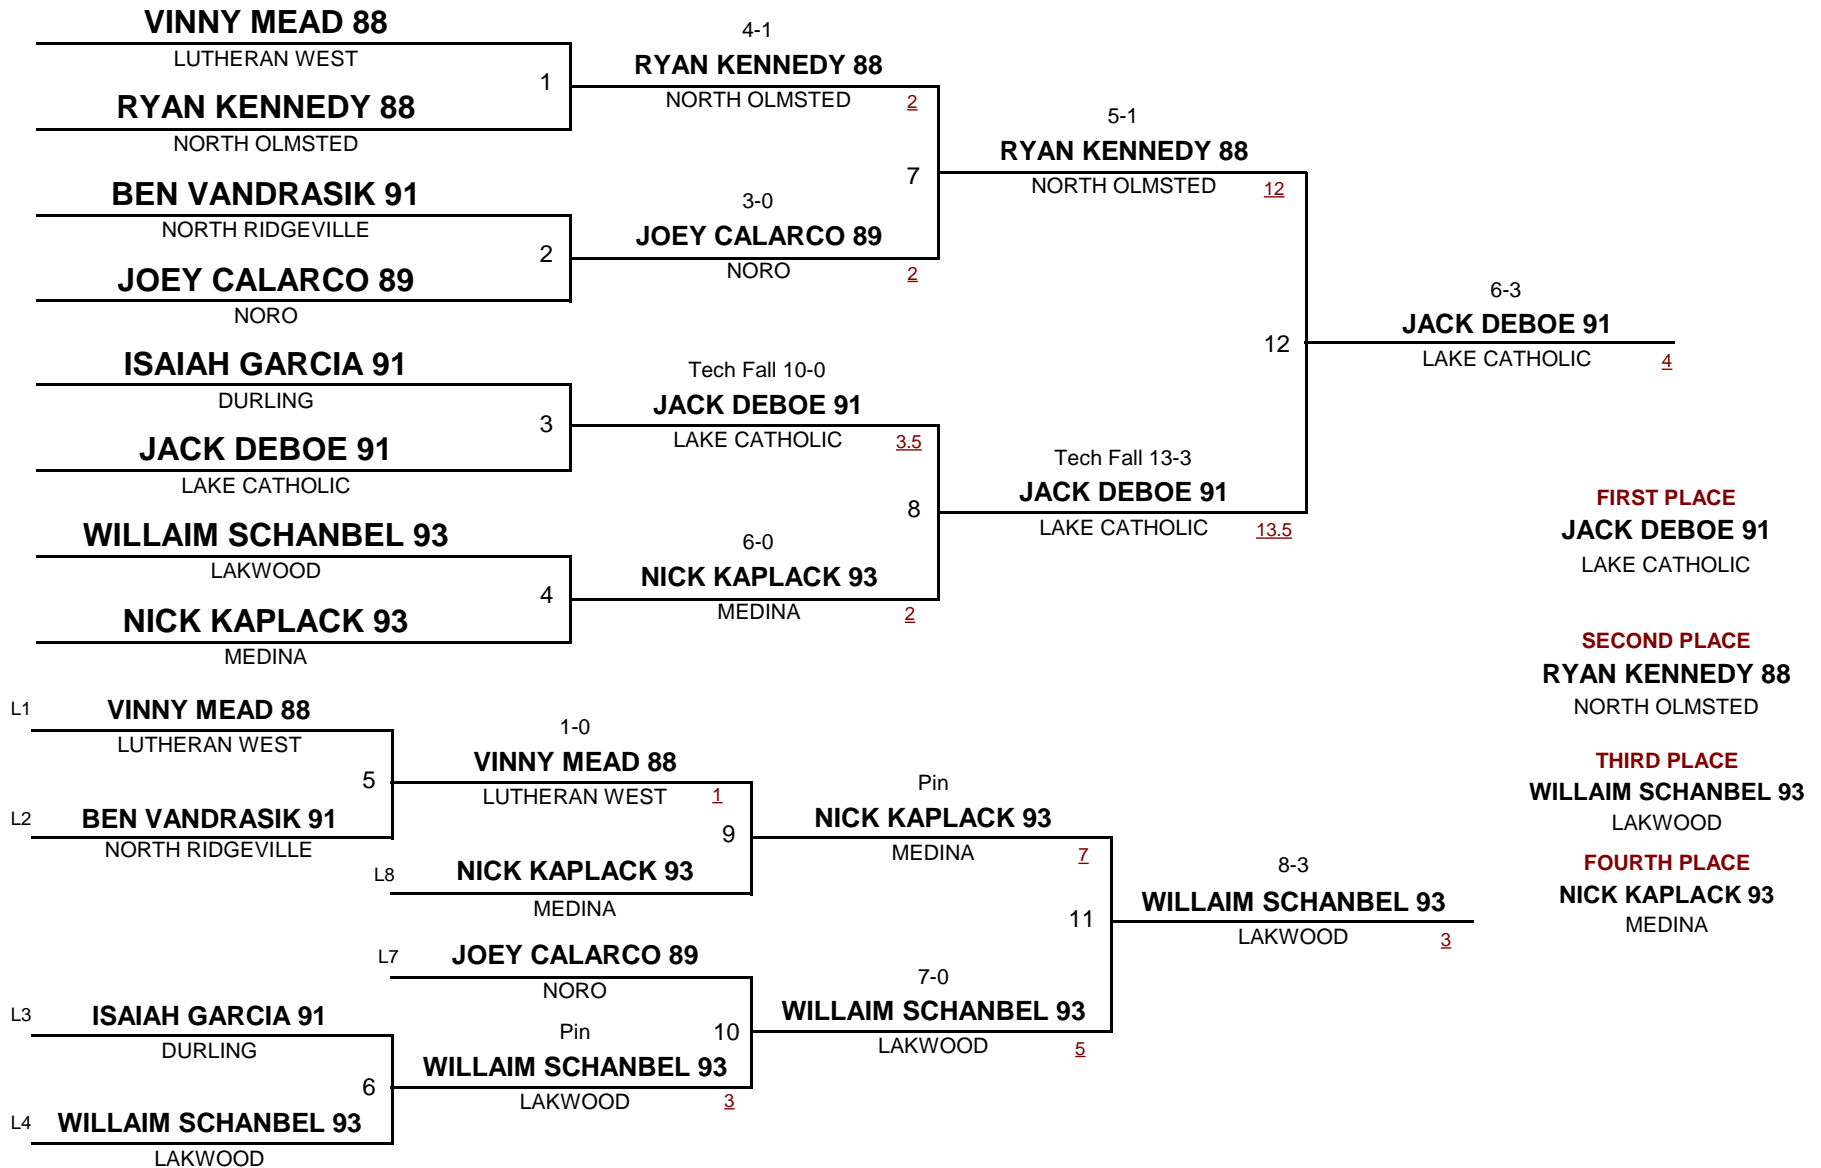 VINNY MEAD 88
LUTHERAN WEST
1
RYAN KENNEDY 88
NORTH OLMSTED
4-1
RYAN KENNEDY 88
NORTH OLMSTED 2
BEN VANDRASIK 91
NORTH RIDGEVILLE
2
JOEY CALARCO 89
NORO
3-0
JOEY CALARCO 89
NORO 2
7
5-1
RYAN KENNEDY 88
NORTH OLMSTED 12
ISAIAH GARCIA 91
DURLING
3
JACK DEBOE 91
LAKE CATHOLIC
Tech Fall 10-0
JACK DEBOE 91
LAKE CATHOLIC 3.5
WILLAIM SCHANBEL 93
LAKWOOD
4
NICK KAPLACK 93
MEDINA
6-0
NICK KAPLACK 93
MEDINA 2
8
Tech Fall 13-3
JACK DEBOE 91
LAKE CATHOLIC 13.5
12
6-3
JACK DEBOE 91
LAKE CATHOLIC 4
FIRST PLACE
JACK DEBOE 91
LAKE CATHOLIC
SECOND PLACE
RYAN KENNEDY 88
NORTH OLMSTED
THIRD PLACE
WILLAIM SCHANBEL 93
LAKWOOD
FOURTH PLACE
NICK KAPLACK 93
MEDINA
L1 VINNY MEAD 88
LUTHERAN WEST
5
L2 BEN VANDRASIK 91
NORTH RIDGEVILLE
1-0
VINNY MEAD 88
LUTHERAN WEST 1
9
L8 NICK KAPLACK 93
MEDINA
Pin
NICK KAPLACK 93
MEDINA 7
L7 JOEY CALARCO 89
NORO
L3 ISAIAH GARCIA 91
DURLING
6
L4 WILLAIM SCHANBEL 93
LAKWOOD
Pin
WILLAIM SCHANBEL 93
LAKWOOD 3
10
7-0
WILLAIM SCHANBEL 93
LAKWOOD 5
11
8-3
WILLAIM SCHANBEL 93
LAKWOOD 3